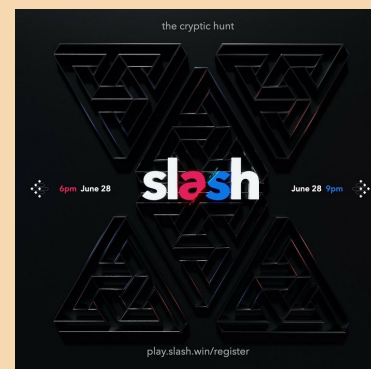 the cryptic hunt
6pm June 28
slash
June 28 9pm
play.slash.win/register